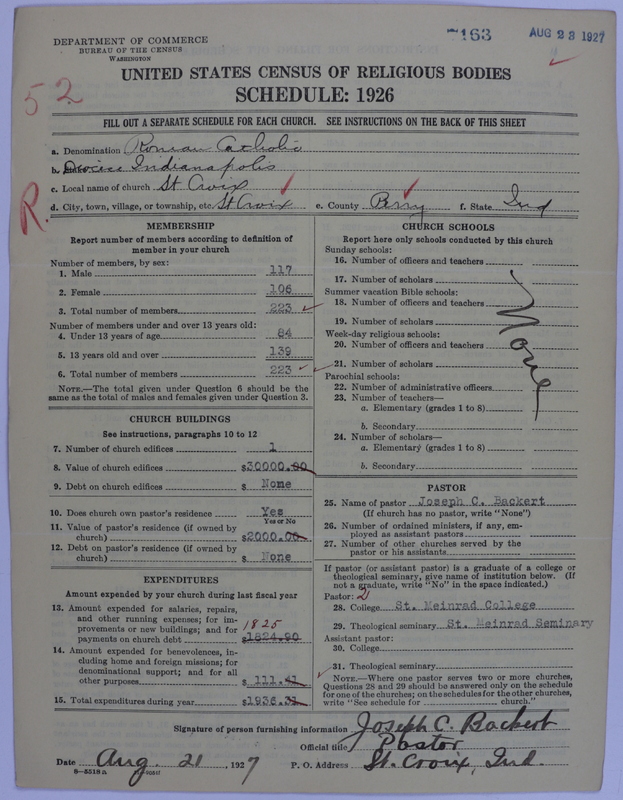 DEPARTMENT OF COMMERCE
BUREAU OF THE CENSUS
WASHINGTON
7163 AUG 23 1927
52
UNITED STATES CENSUS OF RELIGIOUS BODIES
SCHEDULE: 1926
FILL OUT A SEPARATE SCHEDULE FOR EACH CHURCH. SEE INSTRUCTIONS ON THE BACK OF THIS SHEET
a. Denomination Roman Catholic
b. Diocese Indianapolis
c. Local name of church St Croix
d. City, town, village, or township, etc. St Croix e. County Perry f. State Ind
R.
MEMBERSHIP
Report number of members according to definition of
member in your church
Number of members, by sex:
1. Male 117
2. Female 106
3. Total number of members 223
Number of members under and over 13 years old:
4. Under 13 years of age 84
5. 13 years old and over 139
6. Total number of members 223
NOTE.—The total given under Question 6 should be the
same as the total of males and females given under Question 3.
CHURCH BUILDINGS
See instructions, paragraphs 10 to 12
7. Number of church edifices 1
8. Value of church edifices $30000.00
9. Debt on church edifices $ None
10. Does church own pastor's residence Yes
Yes or No
11. Value of pastor's residence (if owned by
church) $2000.00
12. Debt on pastor's residence (if owned by
church) $ None
EXPENDITURES
Amount expended by your church during last fiscal year
13. Amount expended for salaries, repairs,
and other running expenses; for im-
provements or new buildings; and for 1825
payments on church debt $1824.90
14. Amount expended for benevolences, in-
cluding home and foreign missions; for
denominational support; and for all
other purposes $ 111.41
15. Total expenditures during year $1936.31
CHURCH SCHOOLS
Report here only schools conducted by this church
Sunday schools:
16. Number of officers and teachers
17. Number of scholars
Summer vacation Bible schools:
18. Number of officers and teachers
19. Number of scholars
Week-day religious schools:
20. Number of officers and teachers
21. Number of scholars
None
Parochial schools:
22. Number of administrative officers
23. Number of teachers—
a. Elementary (grades 1 to 8)
b. Secondary
24. Number of scholars—
a. Elementary (grades 1 to 8)
b. Secondary
PASTOR
25. Name of pastor Joseph C. Backert
(If church has no pastor, write "None")
26. Number of ordained ministers, if any, em-
ployed as assistant pastors
27. Number of other churches served by the
pastor or his assistants
If pastor (or assistant pastor) is a graduate of a college or
theological seminary, give name of institution below. (If
not a graduate, write "No" in the space indicated.)
Pastor: 2
28. College St. Meinrad College
29. Theological seminary St. Meinrad Seminary
Assistant pastor:
30. College
31. Theological seminary
NOTE.—Where one pastor serves two or more churches,
Questions 28 and 29 should be answered only on the schedule
for one of the churches; on the schedules for the other churches,
write "See schedule for church."
Signature of person furnishing information Joseph C. Backert
Official title Pastor
Date Aug. 21, 1927 P. O. Address St. Croix, Ind.
8—5518a